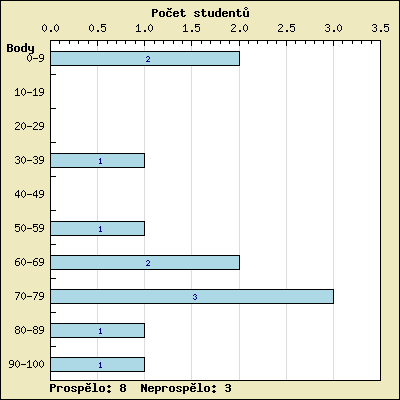 Počet studentů
0.0 0.5 1.0 1.5 2.0 2.5 3.0 3.5
Body
0-9 2
10-19
20-29
30-39 1
40-49
50-59 1
60-69 2
70-79 3
80-89 1
90-100 1
Prospělo: 8 Neprospělo: 3